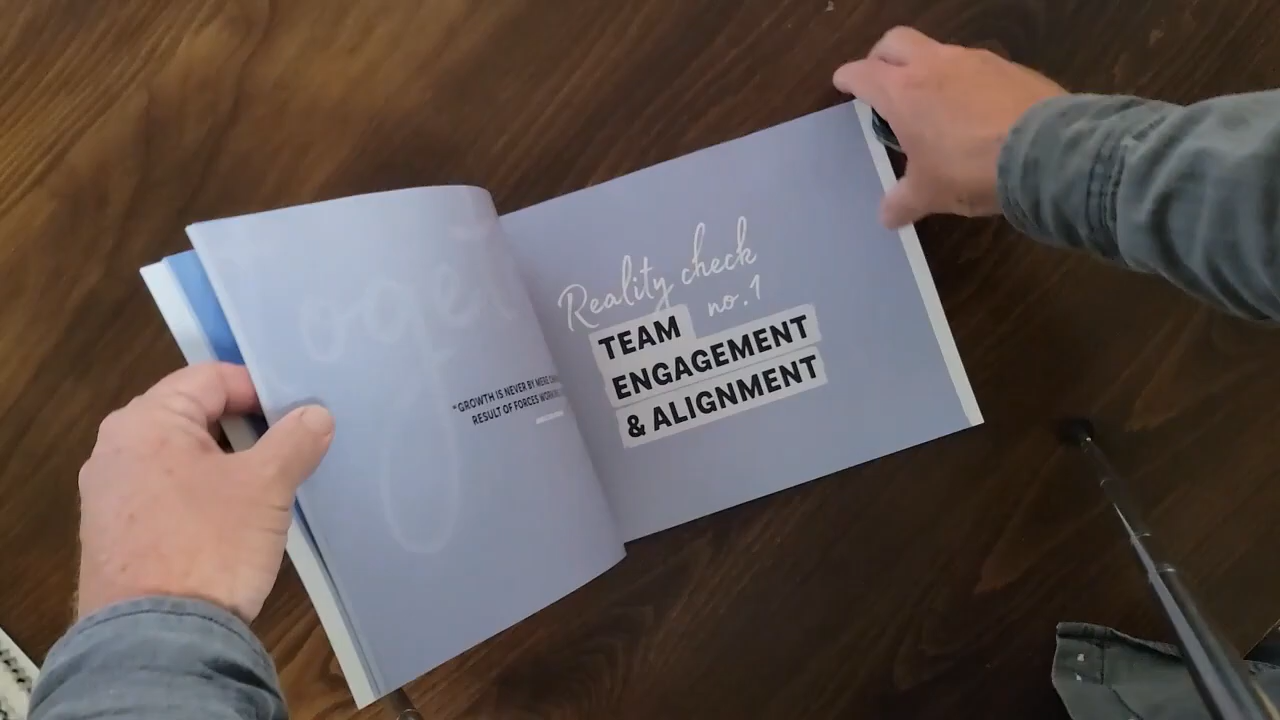 "GROWTH IS NEVER BY MERE
RESULT OF FORCES WORKING
Reality check
no.1
TEAM
ENGAGEMENT
& ALIGNMENT